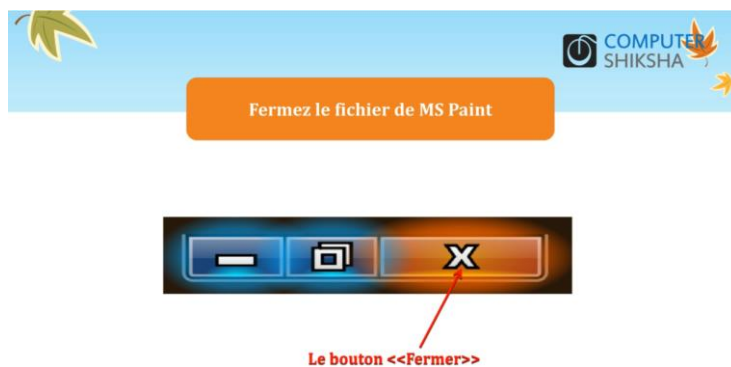 COMPUTER
SHIKSHA
Fermez le fichier de MS Paint
Le bouton <<Fermer>>